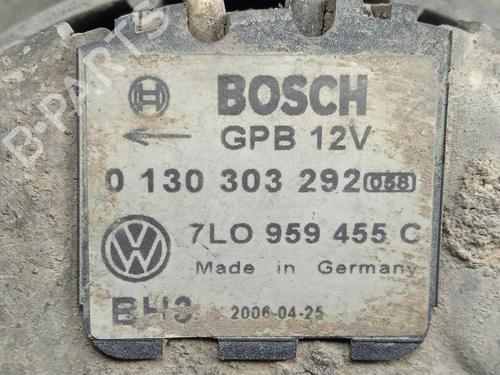 BOSCH
GPB 12V
0 130 303 292 058
7L0 959 455 C
Made in Germany
BH3 2006-04-25
B-PARTS